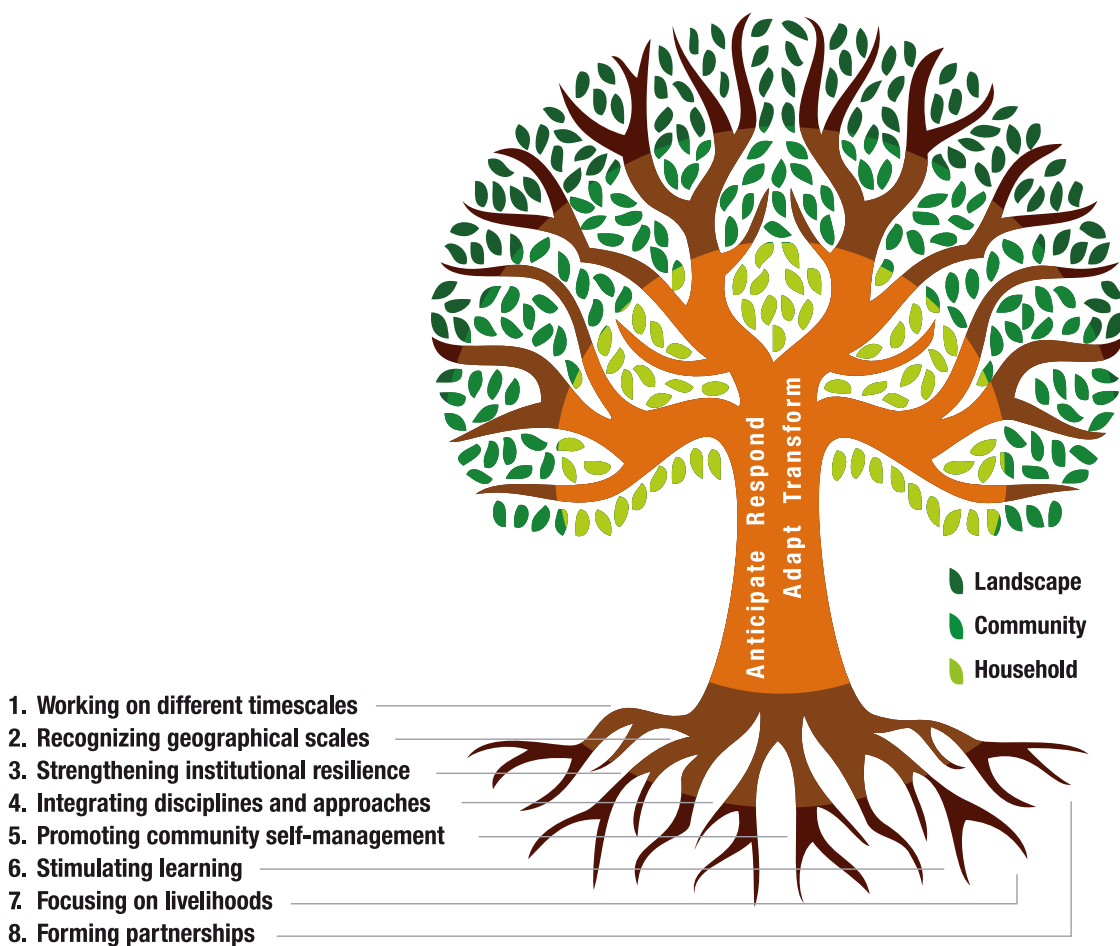 Anticipate Respond
Adapt Transform
Landscape
Community
Household
1. Working on different timescales
2. Recognizing geographical scales
3. Strengthening institutional resilience
4. Integrating disciplines and approaches
5. Promoting community self-management
6. Stimulating learning
7. Focusing on livelihoods
8. Forming partnerships